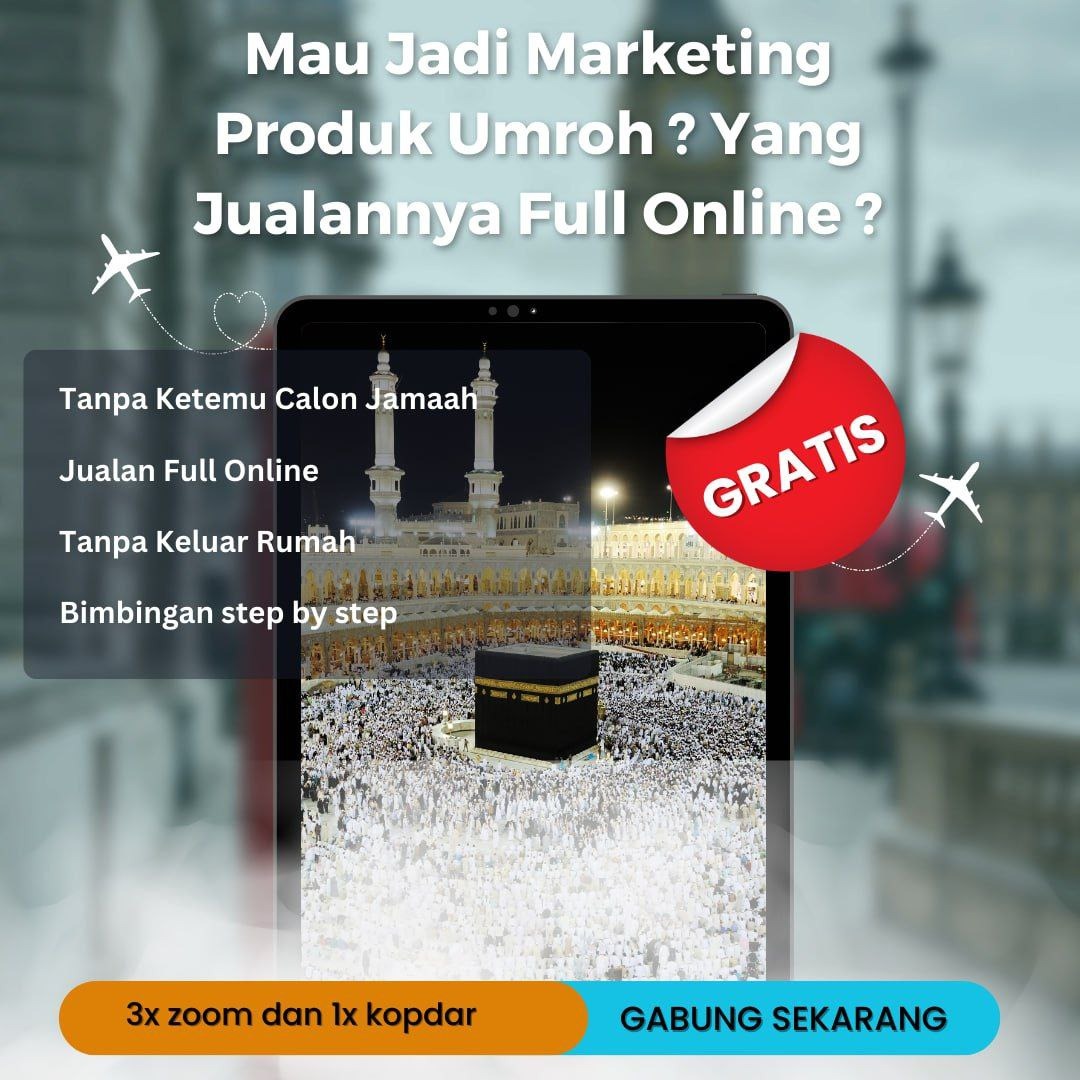 Mau Jadi Marketing
Produk Umroh ? Yang
Jualannya Full Online ?
Tanpa Ketemu Calon Jamaah
Jualan Full Online
Tanpa Keluar Rumah
Bimbingan step by step
GRATIS
3x zoom dan 1x kopdar
GABUNG SEKARANG